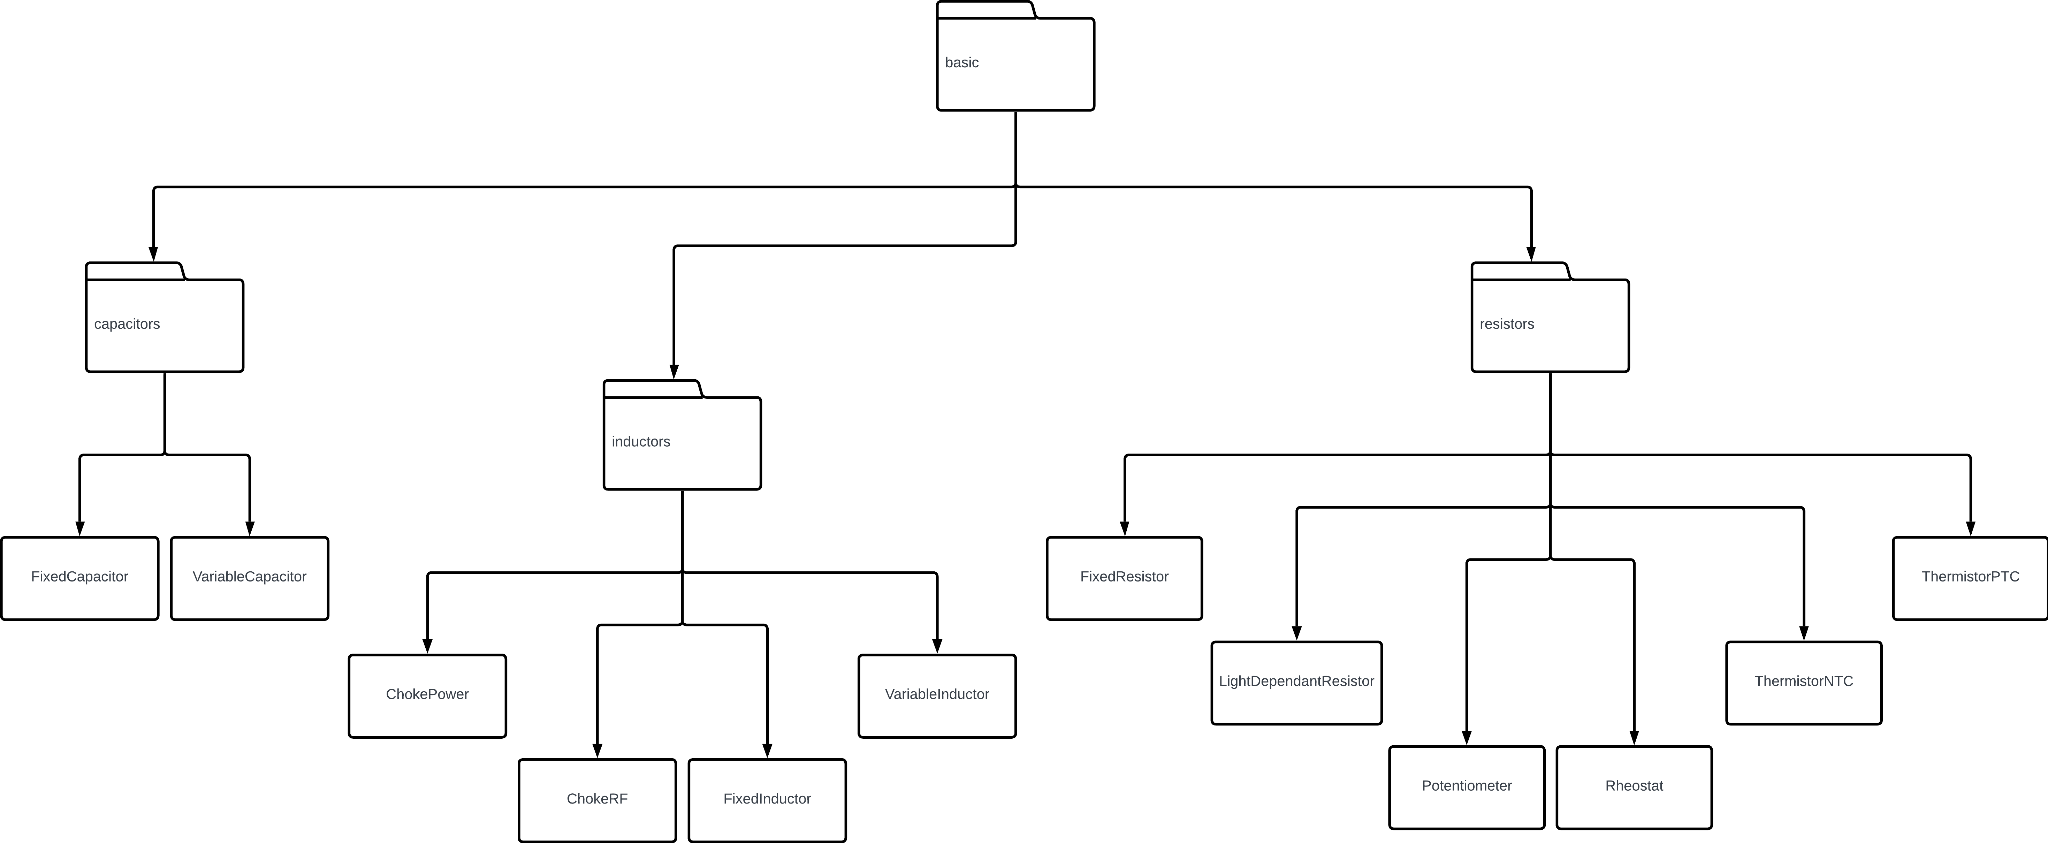 basic
capacitors
resistors
inductors
FixedCapacitor
VariableCapacitor
FixedResistor
ThermistorPTC
LightDependantResistor
ThermistorNTC
ChokePower
VariableInductor
Potentiometer
Rheostat
ChokeRF
FixedInductor